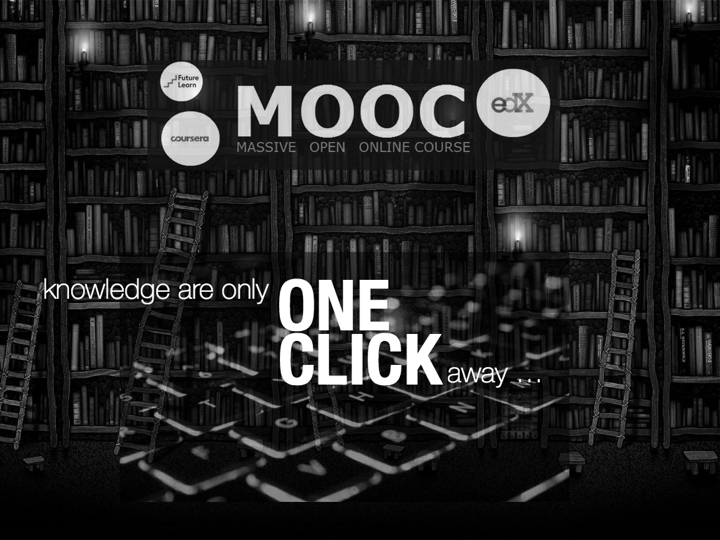 Future
Learn
MOOC
edX
coursera
MASSIVE OPEN ONLINE COURSE
knowledge are only
ONE
CLICK
away ...